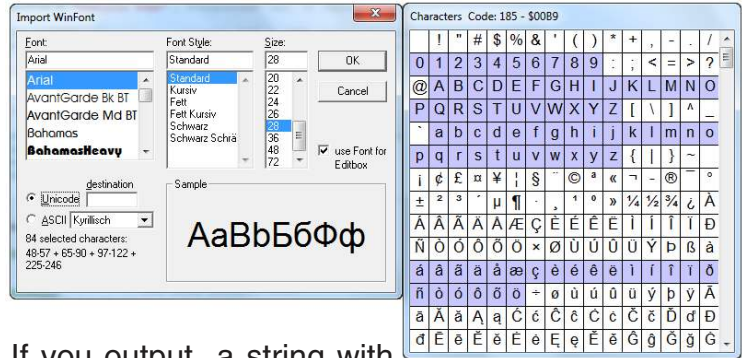 Import WinFont
Font: Font Style: Size:
Arial Standard 28 OK
Arial Standard 20
AvantGarde Bk BT Kursiv 22 Cancel
AvantGarde Md BT Fett 24
Bahamas Fett Kursiv 26
BahamasHeavy Schwarz 28
Schwarz Schrä 36
48
72
use Font for
Editbox
destination
Unicode
ASCII Kyrillisch
84 selected characters:
48-57 + 65-90 + 97-122 +
225-246
Sample
AaBbБбФф
Characters Code: 185 - $00B9
! " # $ % & ' ( ) * + , - . /
0 1 2 3 4 5 6 7 8 9 : ; < = > ?
@ A B C D E F G H I J K L M N O
P Q R S T U V W X Y Z [ \ ] ^ _
` a b c d e f g h i j k l m n o
p q r s t u v w x y z { | } ~
¡ ¢ £ ¤ ¥ ¦ § ¨ © ª « ¬ - ® ¯ °
± ² ³ ´ µ ¶ · ¸ ¹ º » ¼ ½ ¾ ¿ À
Á Â Ã Ä Å Æ Ç È É Ê Ë Ì Í Î Ï Ð
Ñ Ò Ó Ô Õ Ö × Ø Ù Ú Û Ü Ý Þ ß à
á â ã ä å æ ç è é ê ë ì í î ï ð
ñ ò ó ô õ ö ÷ ø ù ú û ü ý þ ÿ Ā
ā Ă ă Ą ą Ć ć Ĉ ĉ Ċ ċ Č č Ď ď Đ
đ Ē ē Ĕ ĕ Ė ė Ę ę Ě ě Ĝ ĝ Ğ ğ Ġ
If you output a string with